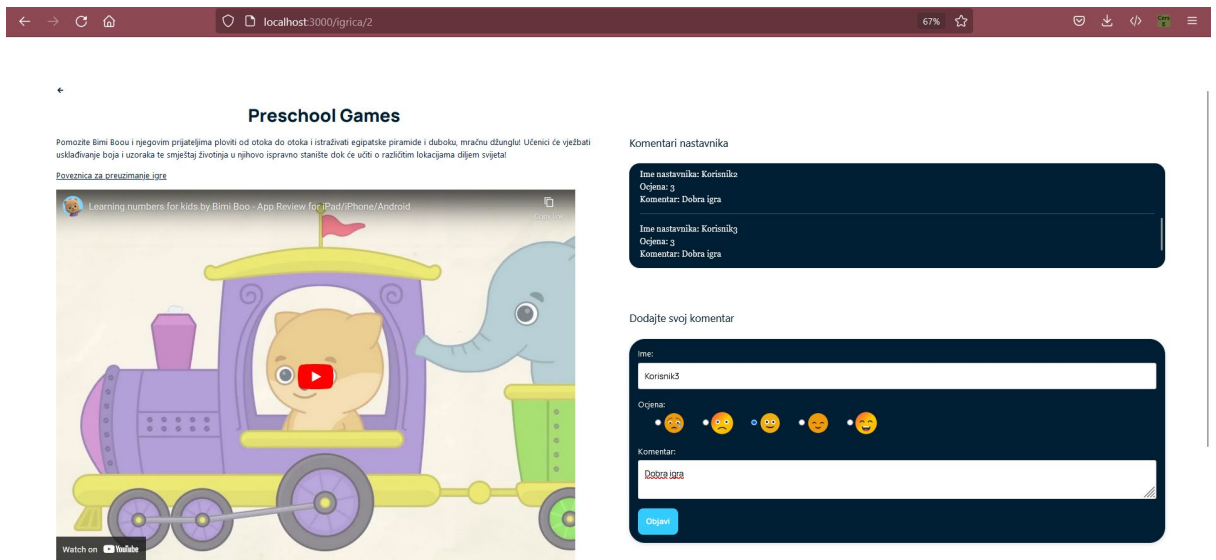 localhost:3000/igrica/2
67%
Preschool Games
Pomozite Bimi Boou i njegovim prijateljima ploviti od otoka do otoka i istraživati egipatske piramide i duboku, mračnu džunglu! Učenici će vježbati
usklađivanje boja i uzoraka te smještaj životinja u njihovo ispravno stanište dok će učiti o različitim lokacijama diljem svijeta!
Poveznica za preuzimanje igre
Learning numbers for kids by Bimi Boo - App Review for iPad/iPhone/Android
Copy link
Watch on YouTube
Komentari nastavnika
Ime nastavnika: Korisnik2
Ocjena: 3
Komentar: Dobra igra
Ime nastavnika: Korisnik3
Ocjena: 3
Komentar: Dobra igra
Dodajte svoj komentar
Ime:
Korisnik3
Ocjena:
Komentar:
Dobra igra
Objavi